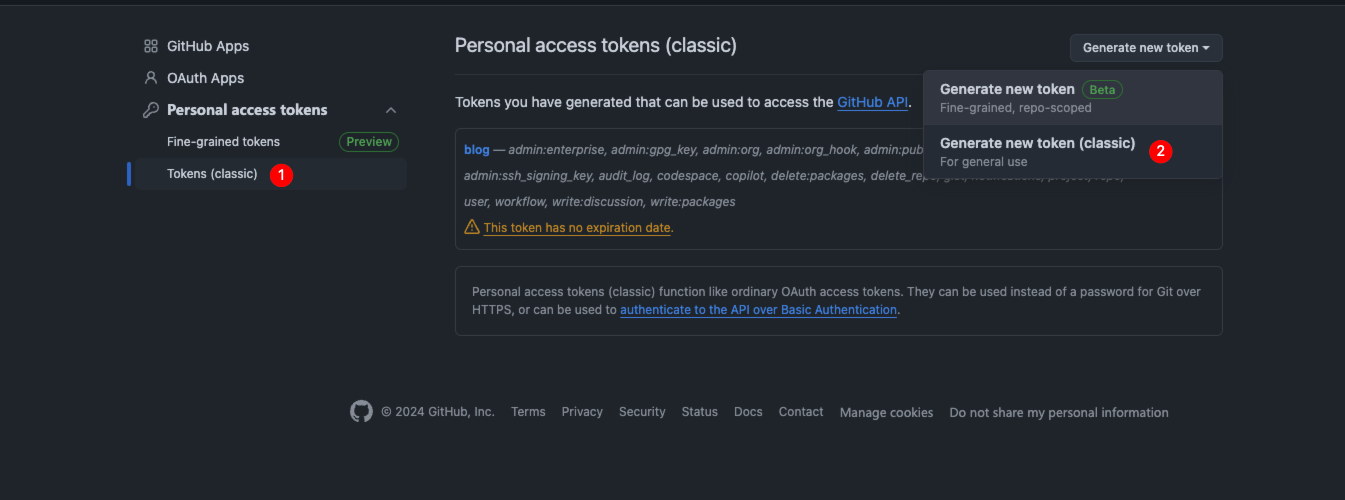 GitHub Apps
OAuth Apps
Personal access tokens
Fine-grained tokens Preview
Tokens (classic) 1
Personal access tokens (classic)
Generate new token
Generate new token Beta
Fine-grained, repo-scoped
Generate new token (classic) 2
For general use
Tokens you have generated that can be used to access the GitHub API.
blog — admin:enterprise, admin:gpg_key, admin:org, admin:org_hook, admin:pub
admin:ssh_signing_key, audit_log, codespace, copilot, delete:packages, delete_repo, gist, notifications, project, repo,
user, workflow, write:discussion, write:packages
This token has no expiration date.
Personal access tokens (classic) function like ordinary OAuth access tokens. They can be used instead of a password for Git over
HTTPS, or can be used to authenticate to the API over Basic Authentication.
© 2024 GitHub, Inc. Terms Privacy Security Status Docs Contact Manage cookies Do not share my personal information